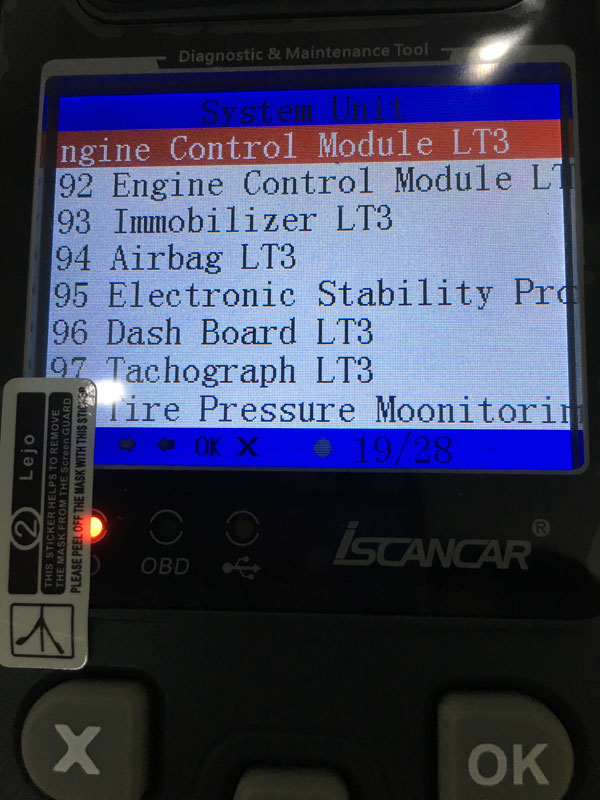 Diagnostic & Maintenance Tool
System Unit
ngine Control Module LT3
92 Engine Control Module LT
93 Immobilizer LT3
94 Airbag LT3
95 Electronic Stability Pro
96 Dash Board LT3
97 Tachograph LT3
Tire Pressure Moonitorin
OK X 19/28
2 Lejo
THIS STICKER HELPS TO REMOVE
THE MASK FROM THE Screen GUARD
PLEASE PEEL OFF THE MASK WITH THIS STICKER
OBD
iSCANCAR®
X
OK